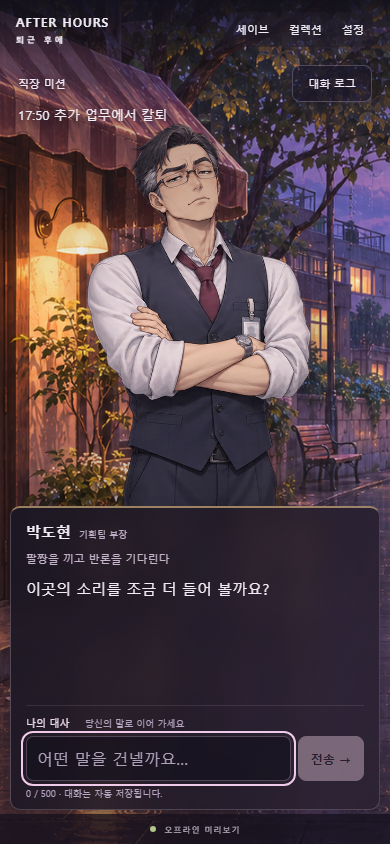 AFTER HOURS
퇴근 후에
세이브 컬렉션 설정
직장 미션
대화 로그
17:50 추가 업무에서 칼퇴
박도현 기획팀 부장
팔짱을 끼고 반론을 기다린다
이곳의 소리를 조금 더 들어 볼까요?
나의 대사 당신의 말로 이어 가세요
어떤 말을 건넬까요...
전송 →
0 / 500 · 대화는 자동 저장됩니다.
오프라인 미리보기